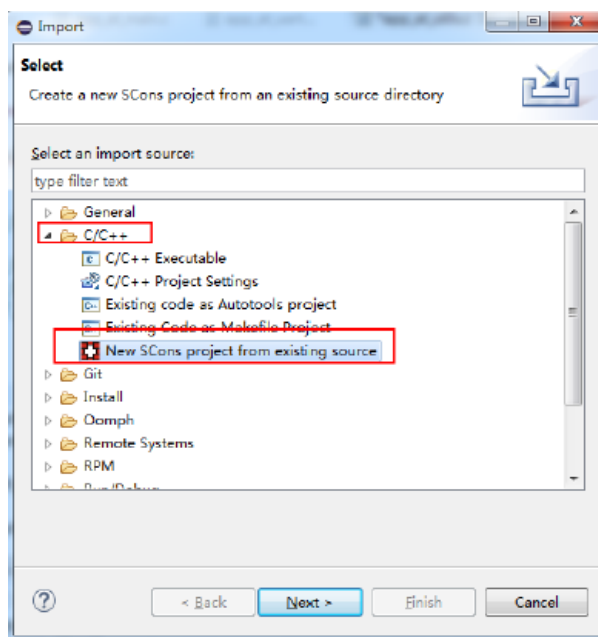 Import
Select
Create a new SCons project from an existing source directory
Select an import source:
type filter text
General
C/C++
C/C++ Executable
C/C++ Project Settings
Existing code as Autotools project
Existing Code as Makefile Project
New SCons project from existing source
Git
Install
Oomph
Remote Systems
RPM
Run/Debug
< Back Next > Finish Cancel